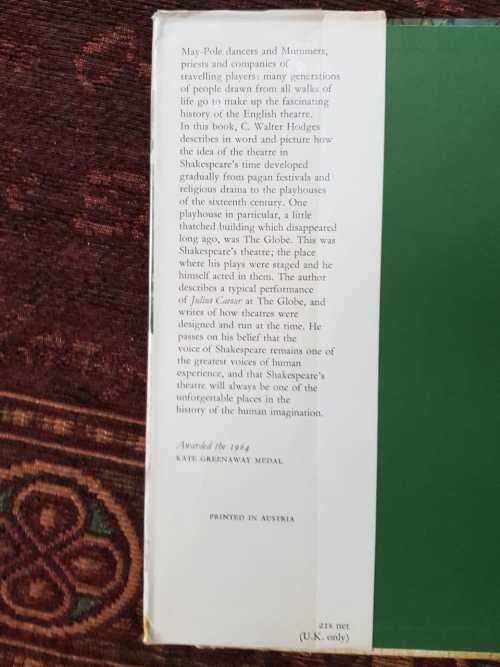 May-Pole dancers and Mummers,
priests and companies of
travelling players: many generations
of people drawn from all walks of
life go to make up the fascinating
history of the English theatre.
In this book, C. Walter Hodges
describes in word and picture how
the idea of the theatre in
Shakespeare's time developed
gradually from pagan festivals and
religious drama to the playhouses
of the sixteenth century. One
playhouse in particular, a little
thatched building which disappeared
long ago, was The Globe. This was
Shakespeare's theatre; the place
where his plays were staged and he
himself acted in them. The author
describes a typical performance
of Julius Caesar at The Globe, and
writes of how theatres were
designed and run at the time. He
passes on his belief that the
voice of Shakespeare remains one of
the greatest voices of human
experience, and that Shakespeare's
theatre will always be one of the
unforgettable places in the
history of the human imagination.
Awarded the 1964
KATE GREENAWAY MEDAL
PRINTED IN AUSTRIA
21s net
(U.K. only)